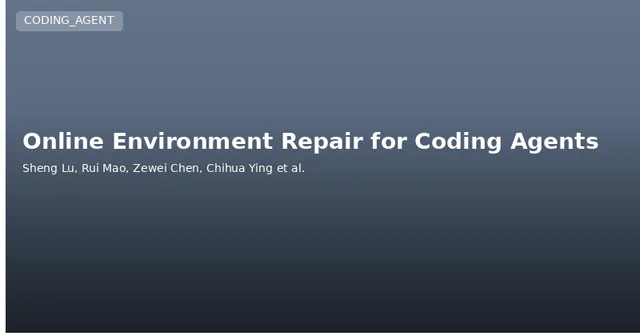 CODING_AGENT
Online Environment Repair for Coding Agents
Sheng Lu, Rui Mao, Zewei Chen, Chihua Ying et al.